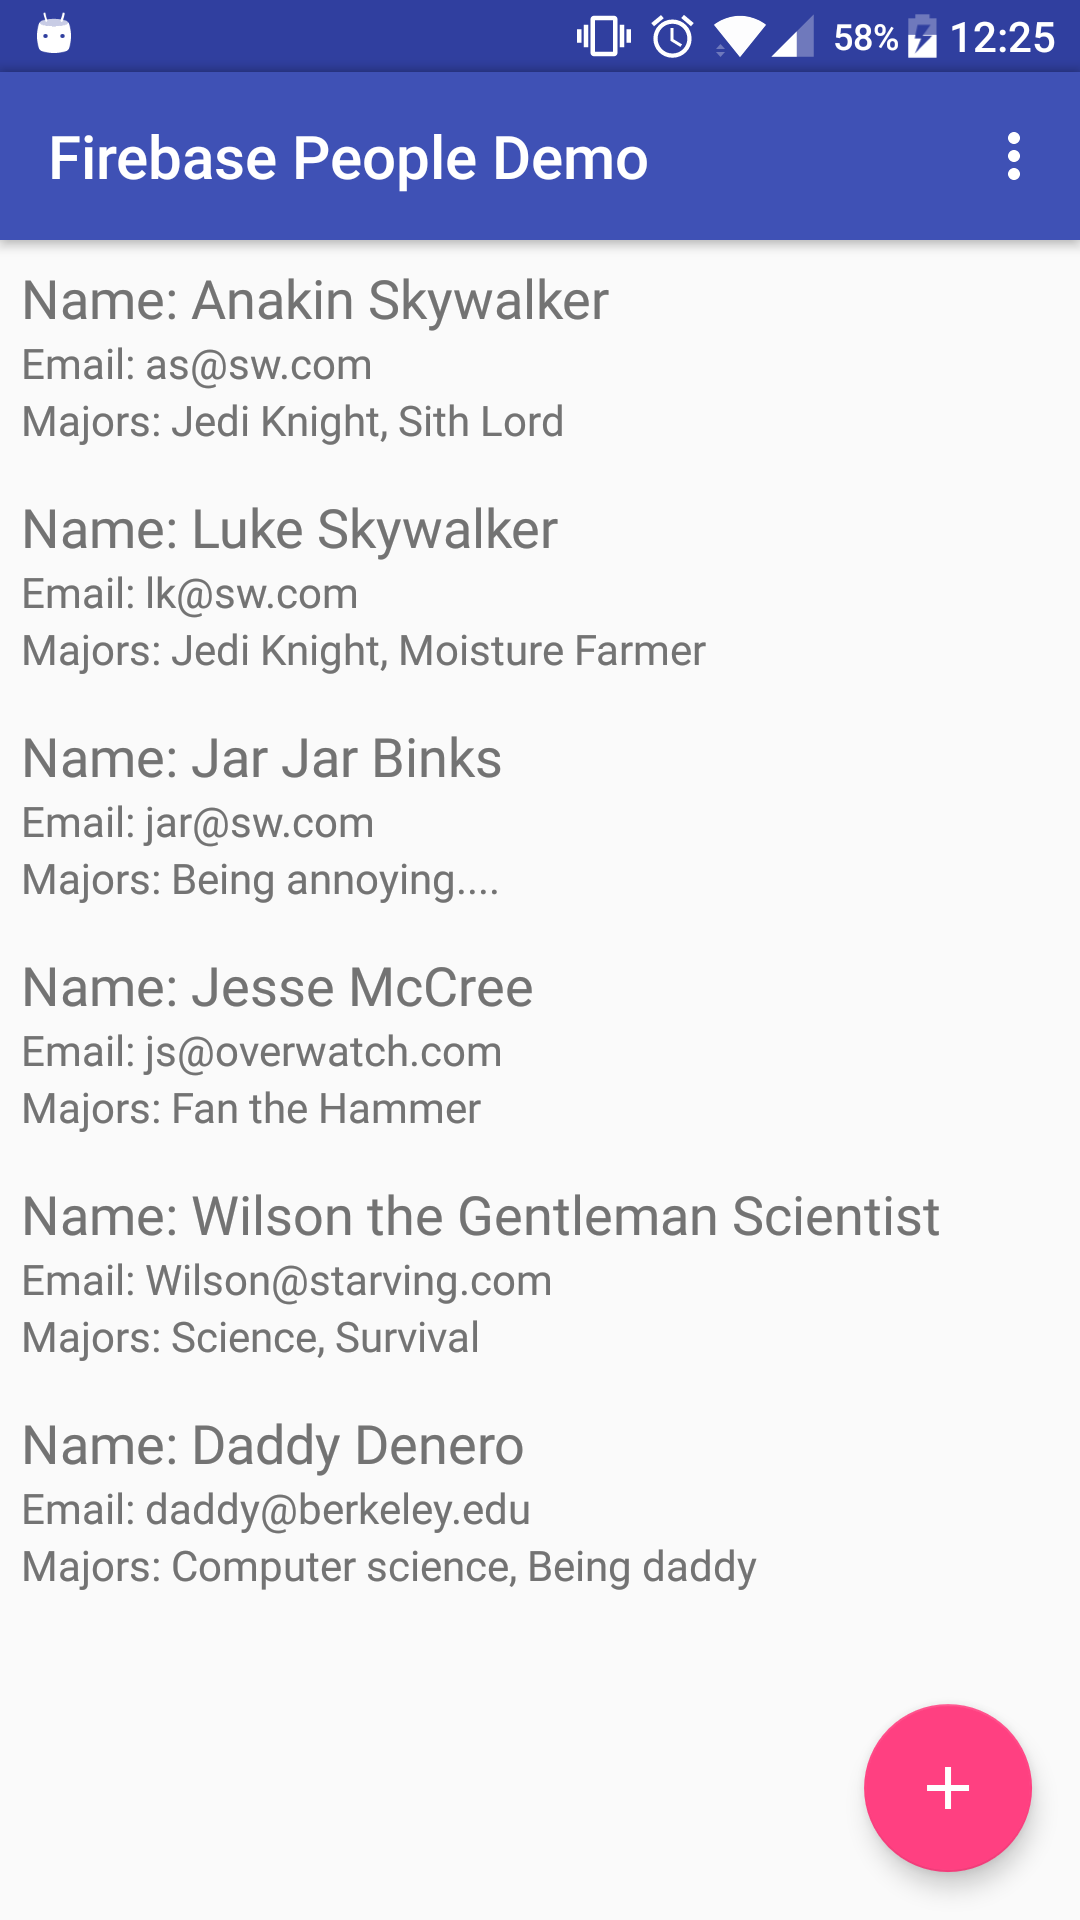 58% 12:25
Firebase People Demo
Name: Anakin Skywalker
Email: as@sw.com
Majors: Jedi Knight, Sith Lord
Name: Luke Skywalker
Email: lk@sw.com
Majors: Jedi Knight, Moisture Farmer
Name: Jar Jar Binks
Email: jar@sw.com
Majors: Being annoying....
Name: Jesse McCree
Email: js@overwatch.com
Majors: Fan the Hammer
Name: Wilson the Gentleman Scientist
Email: Wilson@starving.com
Majors: Science, Survival
Name: Daddy Denero
Email: daddy@berkeley.edu
Majors: Computer science, Being daddy